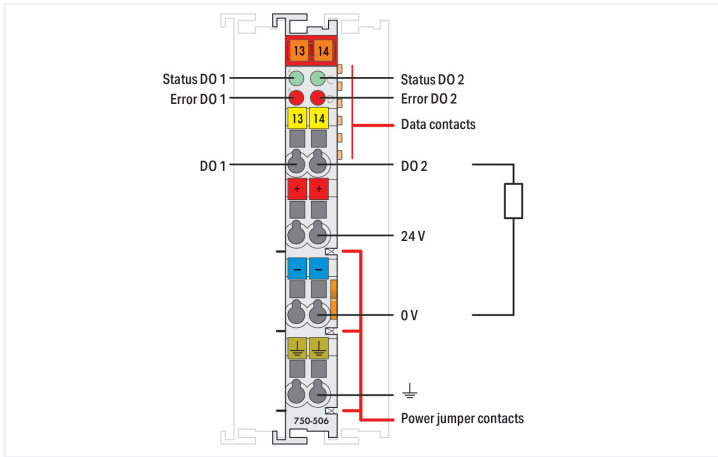 13 14
Status DO 1
Status DO 2
Error DO 1
Error DO 2
13 14
Data contacts
DO 1
DO 2
+ +
24 V
– –
0 V
750-506
Power jumper contacts